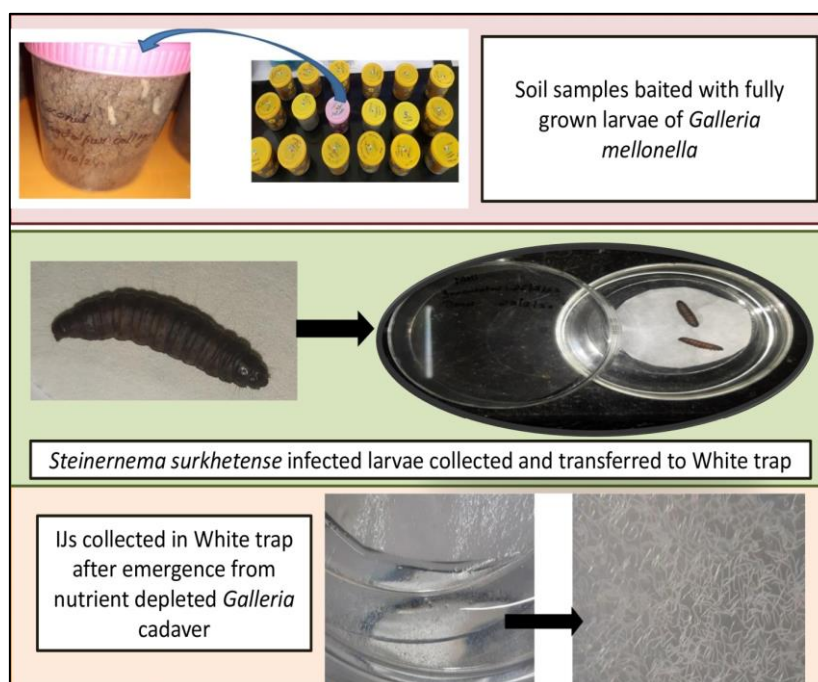 Coconut
Soil samples baited with fully
grown larvae of Galleria
mellonella
Steinernema surkhetense infected larvae collected and transferred to White trap
IJs collected in White trap
after emergence from
nutrient depleted Galleria
cadaver